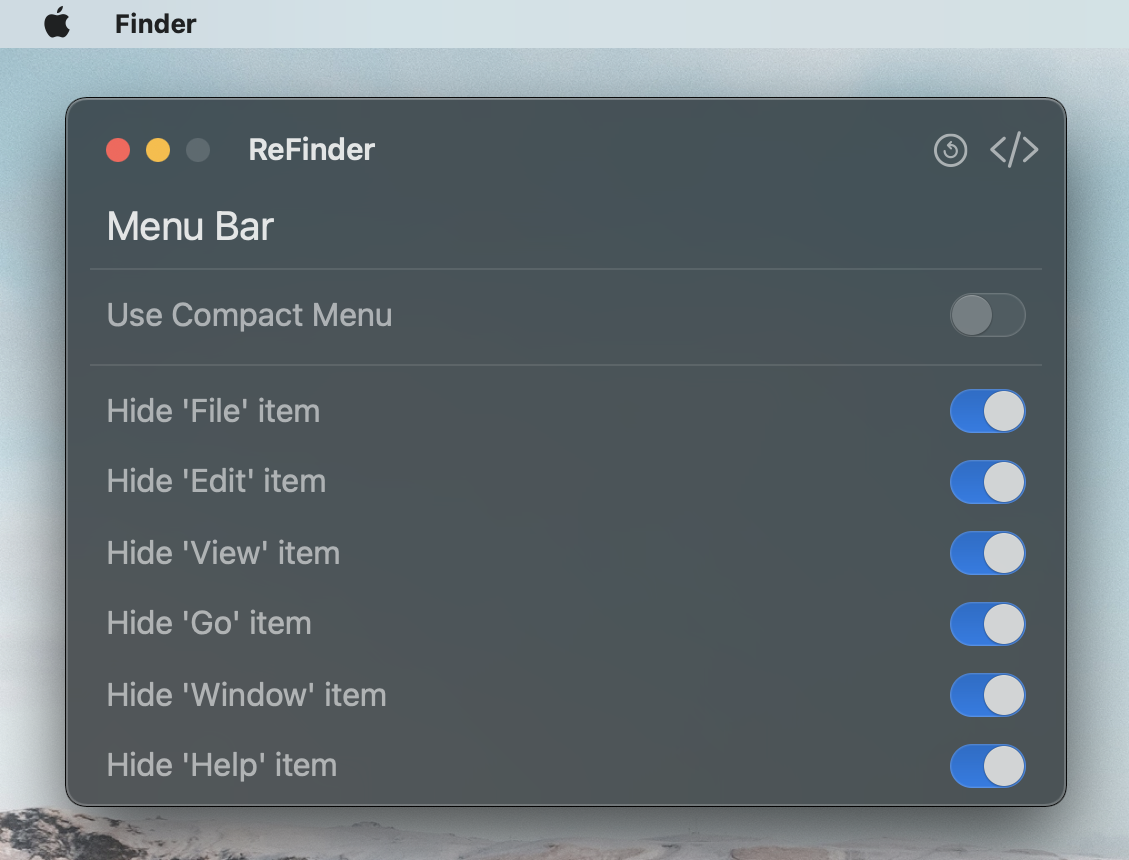 Finder
ReFinder
Menu Bar
Use Compact Menu
Hide 'File' item
Hide 'Edit' item
Hide 'View' item
Hide 'Go' item
Hide 'Window' item
Hide 'Help' item